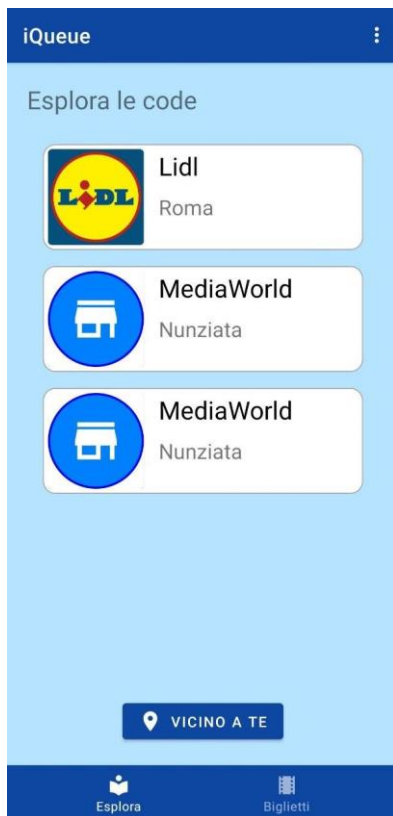 iQueue
Esplora le code
LIDL
Lidl
Roma
MediaWorld
Nunziata
MediaWorld
Nunziata
VICINO A TE
Esplora
Biglietti